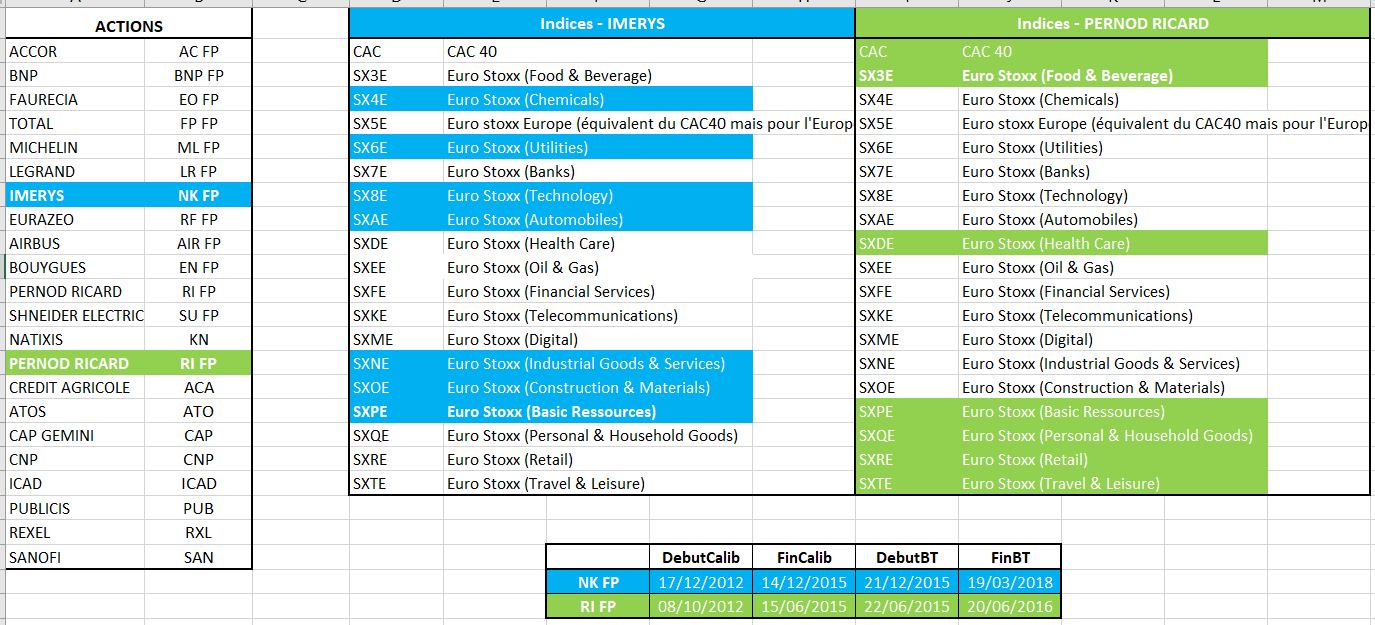 ACTIONS
ACCOR AC FP
BNP BNP FP
FAURECIA EO FP
TOTAL FP FP
MICHELIN ML FP
LEGRAND LR FP
IMERYS NK FP
EURAZEO RF FP
AIRBUS AIR FP
BOUYGUES EN FP
PERNOD RICARD RI FP
SHNEIDER ELECTRIC SU FP
NATIXIS KN
PERNOD RICARD RI FP
CREDIT AGRICOLE ACA
ATOS ATO
CAP GEMINI CAP
CNP CNP
ICAD ICAD
PUBLICIS PUB
REXEL RXL
SANOFI SAN
Indices - IMERYS
CAC CAC 40
SX3E Euro Stoxx (Food & Beverage)
SX4E Euro Stoxx (Chemicals)
SX5E Euro stoxx Europe (équivalent du CAC40 mais pour l'Europ
SX6E Euro Stoxx (Utilities)
SX7E Euro Stoxx (Banks)
SX8E Euro Stoxx (Technology)
SXAE Euro Stoxx (Automobiles)
SXDE Euro Stoxx (Health Care)
SXEE Euro Stoxx (Oil & Gas)
SXFE Euro Stoxx (Financial Services)
SXKE Euro Stoxx (Telecommunications)
SXME Euro Stoxx (Digital)
SXNE Euro Stoxx (Industrial Goods & Services)
SXOE Euro Stoxx (Construction & Materials)
SXPE Euro Stoxx (Basic Ressources)
SXQE Euro Stoxx (Personal & Household Goods)
SXRE Euro Stoxx (Retail)
SXTE Euro Stoxx (Travel & Leisure)
Indices - PERNOD RICARD
CAC CAC 40
SX3E Euro Stoxx (Food & Beverage)
SX4E Euro Stoxx (Chemicals)
SX5E Euro stoxx Europe (équivalent du CAC40 mais pour l'Europ
SX6E Euro Stoxx (Utilities)
SX7E Euro Stoxx (Banks)
SX8E Euro Stoxx (Technology)
SXAE Euro Stoxx (Automobiles)
SXDE Euro Stoxx (Health Care)
SXEE Euro Stoxx (Oil & Gas)
SXFE Euro Stoxx (Financial Services)
SXKE Euro Stoxx (Telecommunications)
SXME Euro Stoxx (Digital)
SXNE Euro Stoxx (Industrial Goods & Services)
SXOE Euro Stoxx (Construction & Materials)
SXPE Euro Stoxx (Basic Ressources)
SXQE Euro Stoxx (Personal & Household Goods)
SXRE Euro Stoxx (Retail)
SXTE Euro Stoxx (Travel & Leisure)
DebutCalib FinCalib DebutBT FinBT
NK FP 17/12/2012 14/12/2015 21/12/2015 19/03/2018
RI FP 08/10/2012 15/06/2015 22/06/2015 20/06/2016